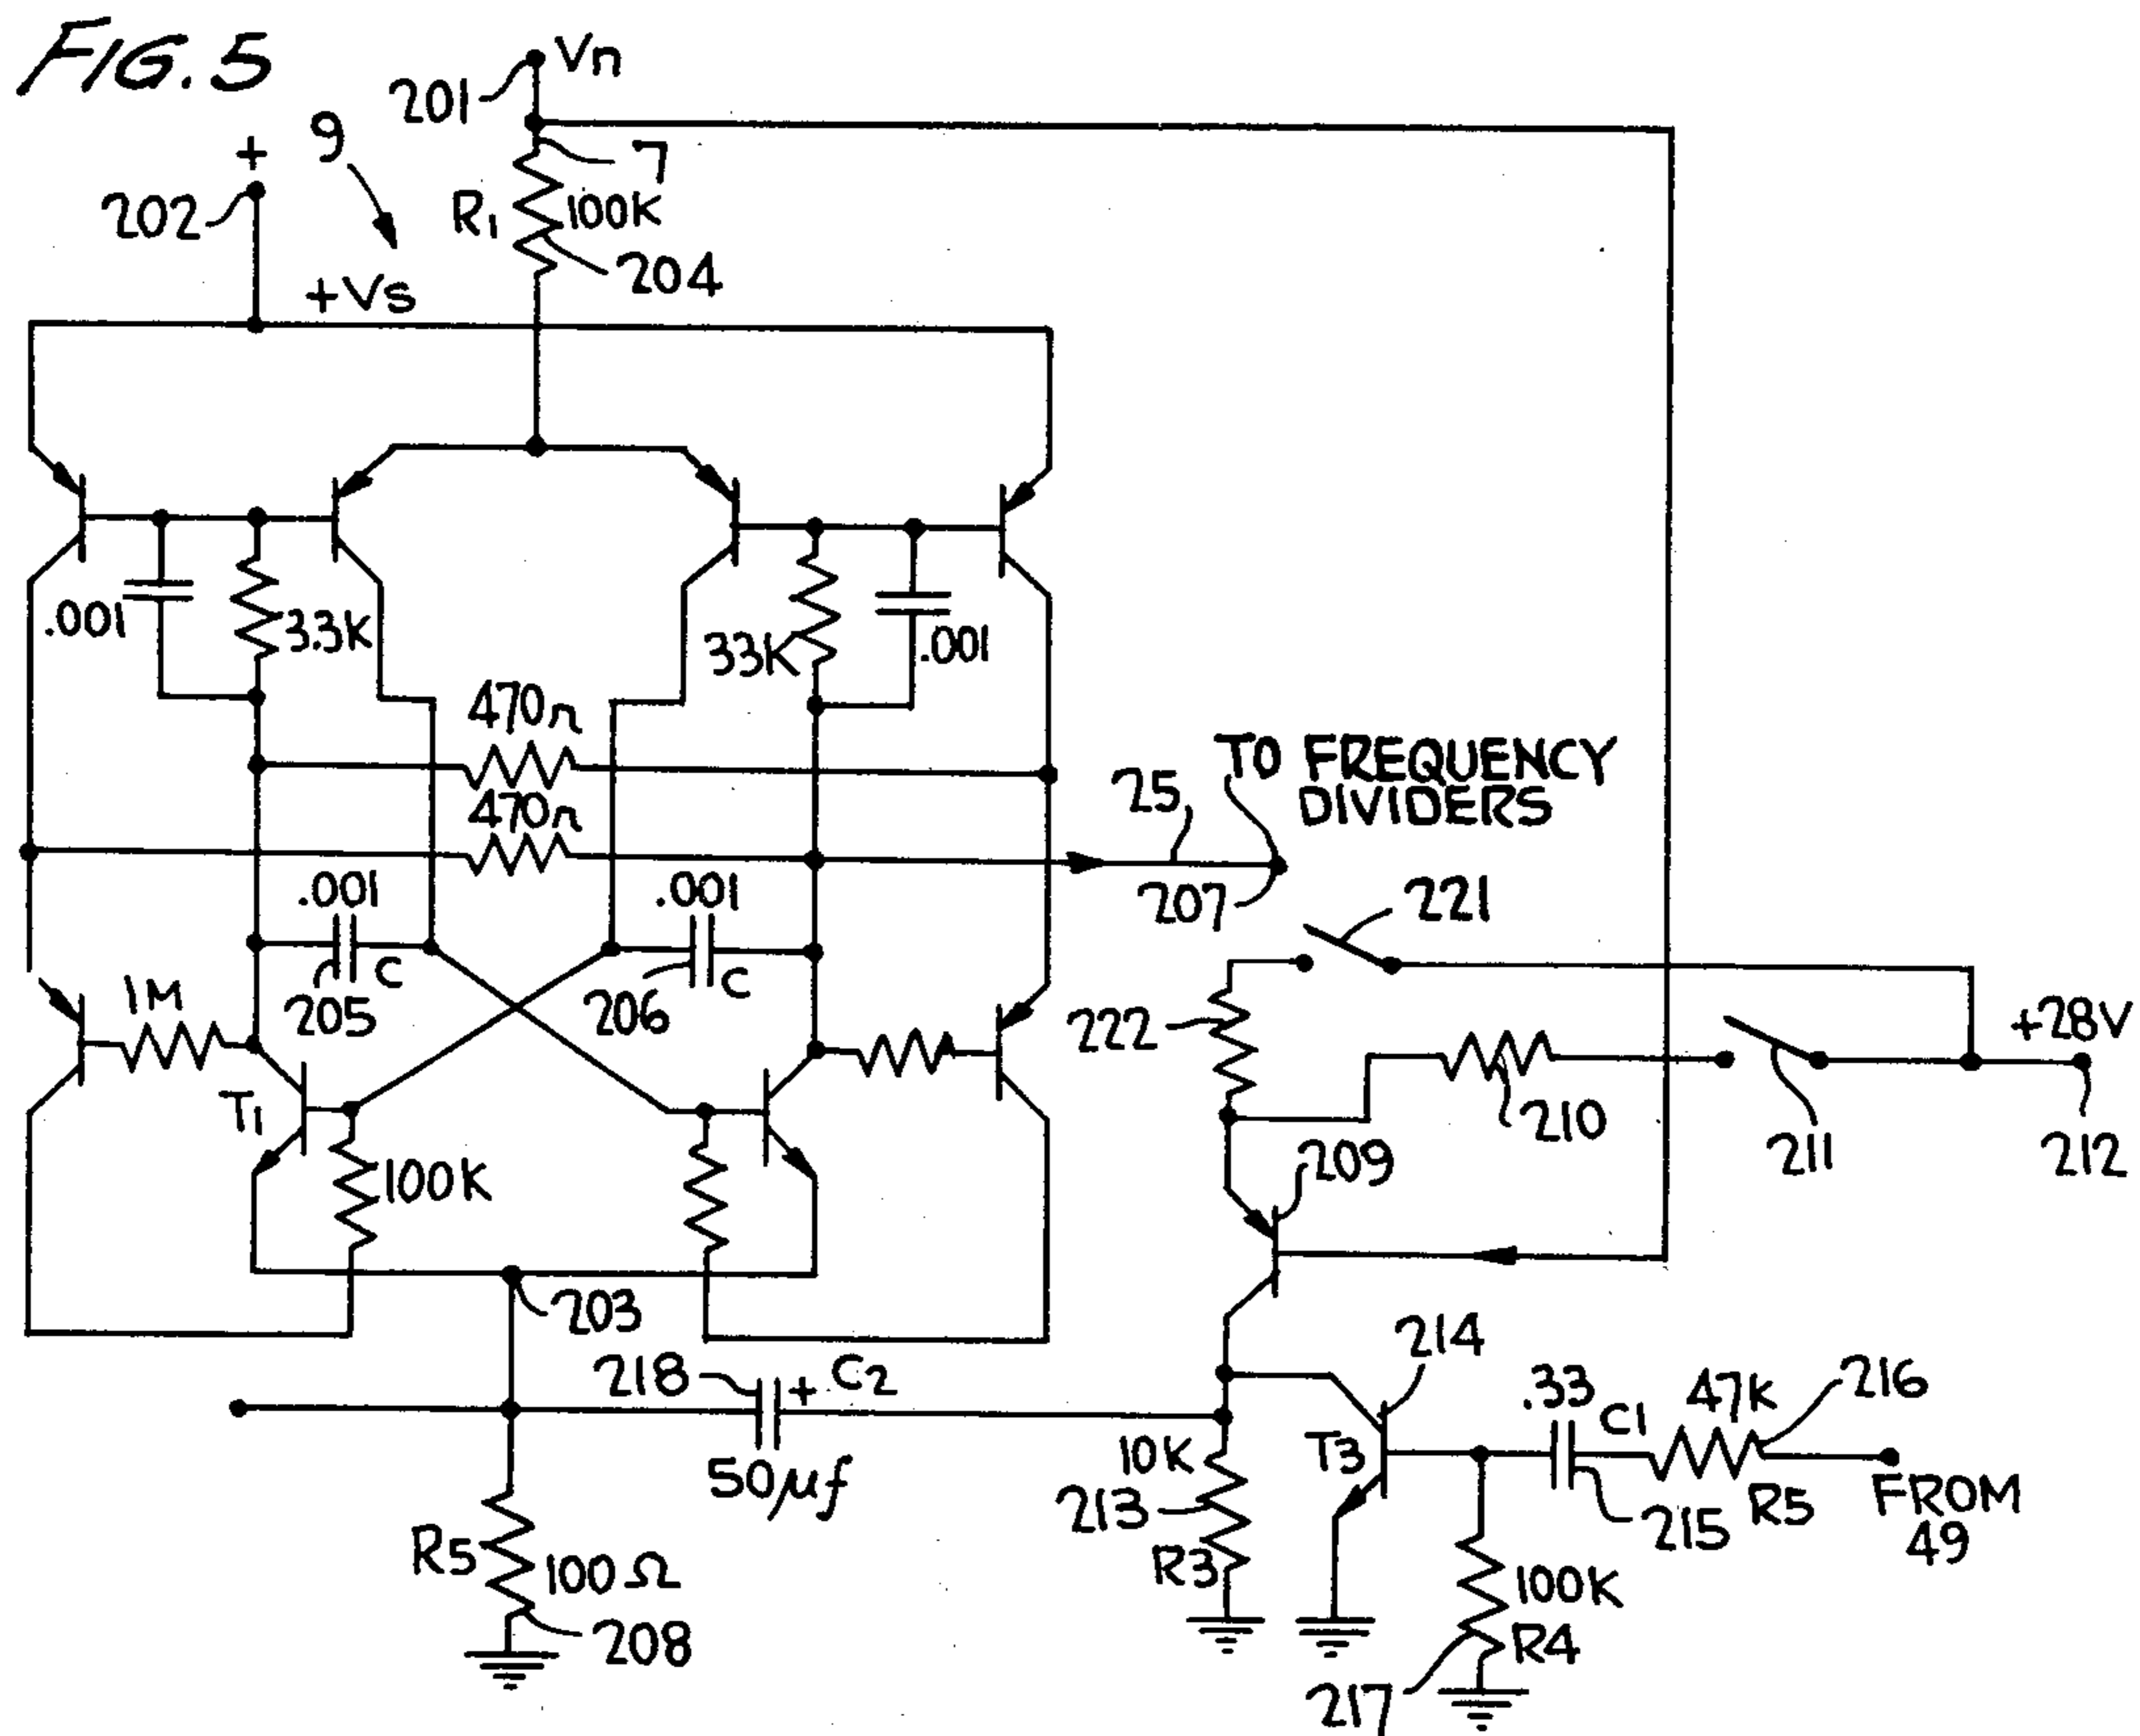 FIG. 5
Vn
201
7
+
9
202
R1
100K
204
+Vs
.001
3.3K
33K
.001
470Ω
470Ω
25
TO FREQUENCY
DIVIDERS
207
221
.001
.001
205
C
206
C
1M
222
+28V
210
211
212
T1
100K
209
203
214
218
+
C2
50µf
.33
C1
47K
216
T3
10K
213
R3
215
R5
FROM
49
R5
100Ω
208
100K
R4
217